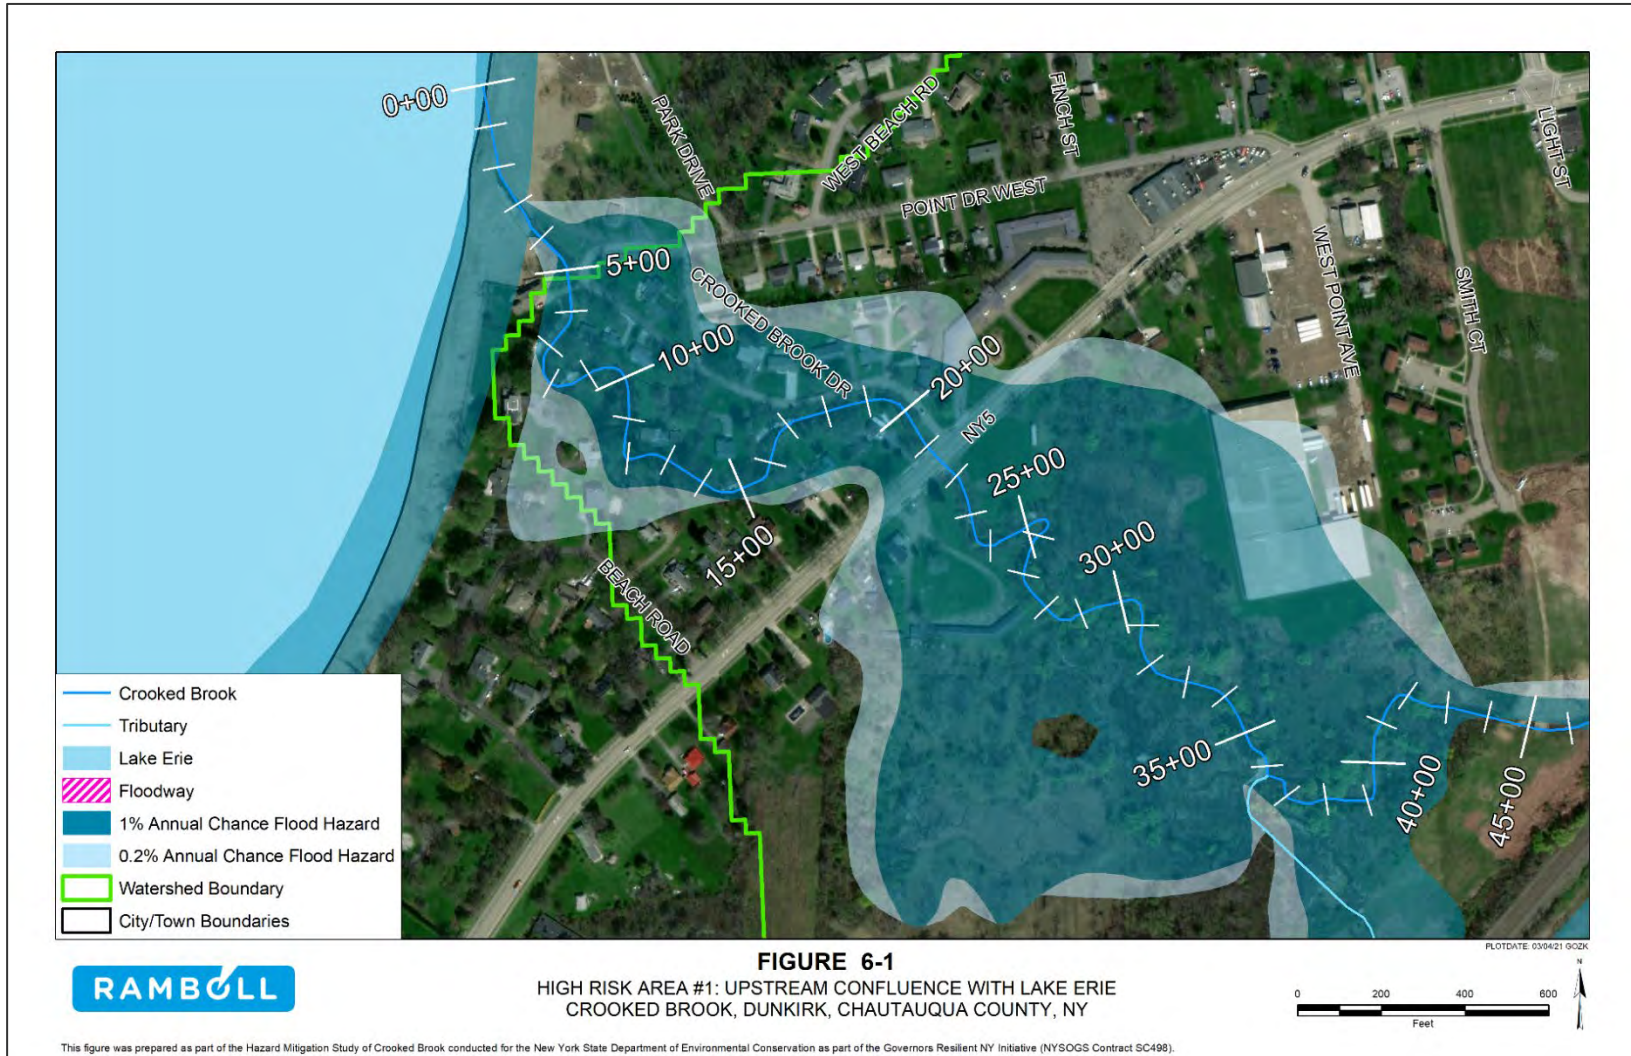 0+00
PARK DRIVE
WEST BEACH RD
FINCH ST
LIGHT ST
POINT DR WEST
5+00
CROOKED BROOK DR
WEST POINT AVE
SMITH CT
10+00
20+00
NY5
25+00
15+00
30+00
BEACH ROAD
35+00
40+00
45+00
Crooked Brook
Tributary
Lake Erie
Floodway
1% Annual Chance Flood Hazard
0.2% Annual Chance Flood Hazard
Watershed Boundary
City/Town Boundaries
PLOTDATE: 03/04/21 GOZK
RAMBOLL
FIGURE 6-1
HIGH RISK AREA #1: UPSTREAM CONFLUENCE WITH LAKE ERIE
CROOKED BROOK, DUNKIRK, CHAUTAUQUA COUNTY, NY
N
0 200 400 600
Feet
This figure was prepared as part of the Hazard Mitigation Study of Crooked Brook conducted for the New York State Department of Environmental Conservation as part of the Governors Resilient NY Initiative (NYSOGS Contract SC498).